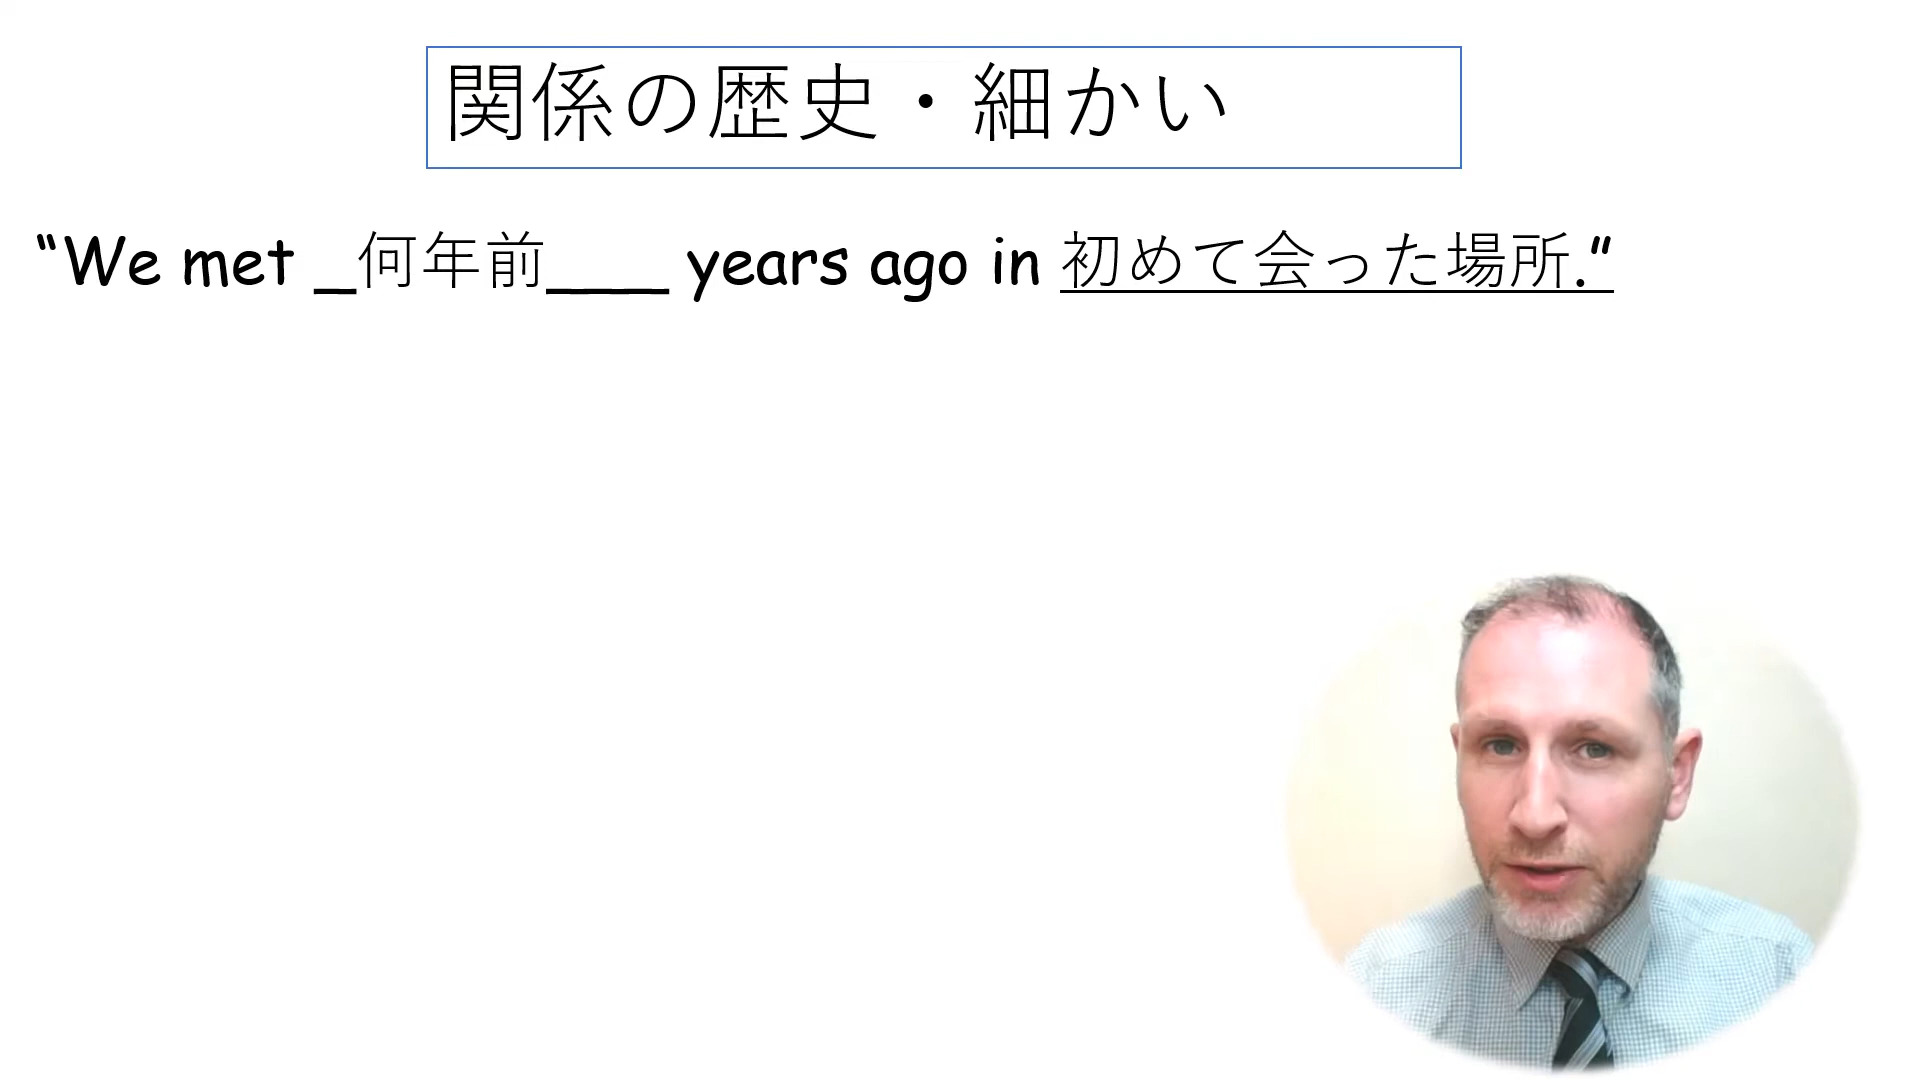 関係の歴史・細かい
“We met _何年前___ years ago in 初めて会った場所.”